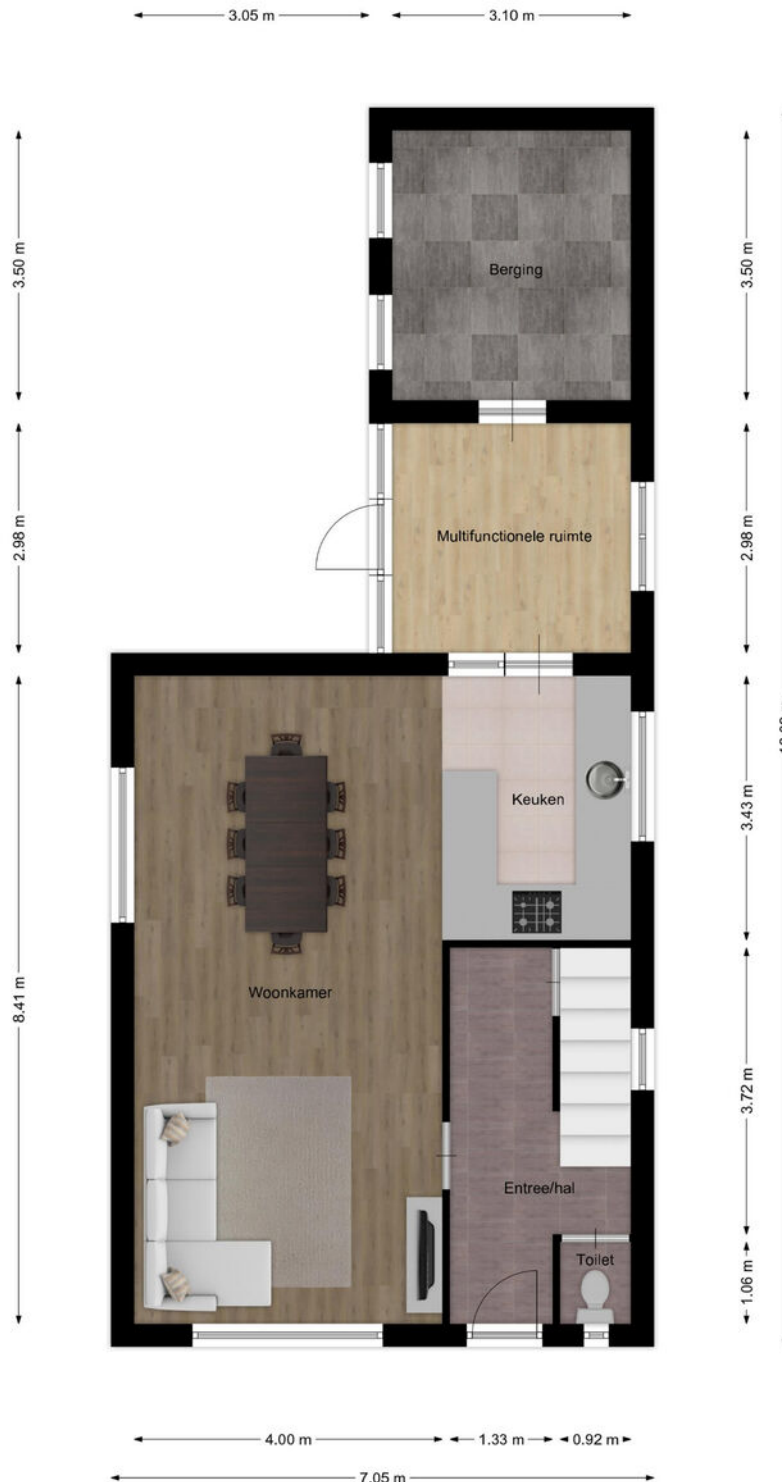 3.05 m
3.10 m
3.50 m
3.50 m
Berging
2.98 m
2.98 m
Multifunctionele ruimte
3.43 m
Keuken
8.41 m
Woonkamer
3.72 m
Entree/hal
Toilet
1.06 m
4.00 m
1.33 m
0.92 m
7.05 m